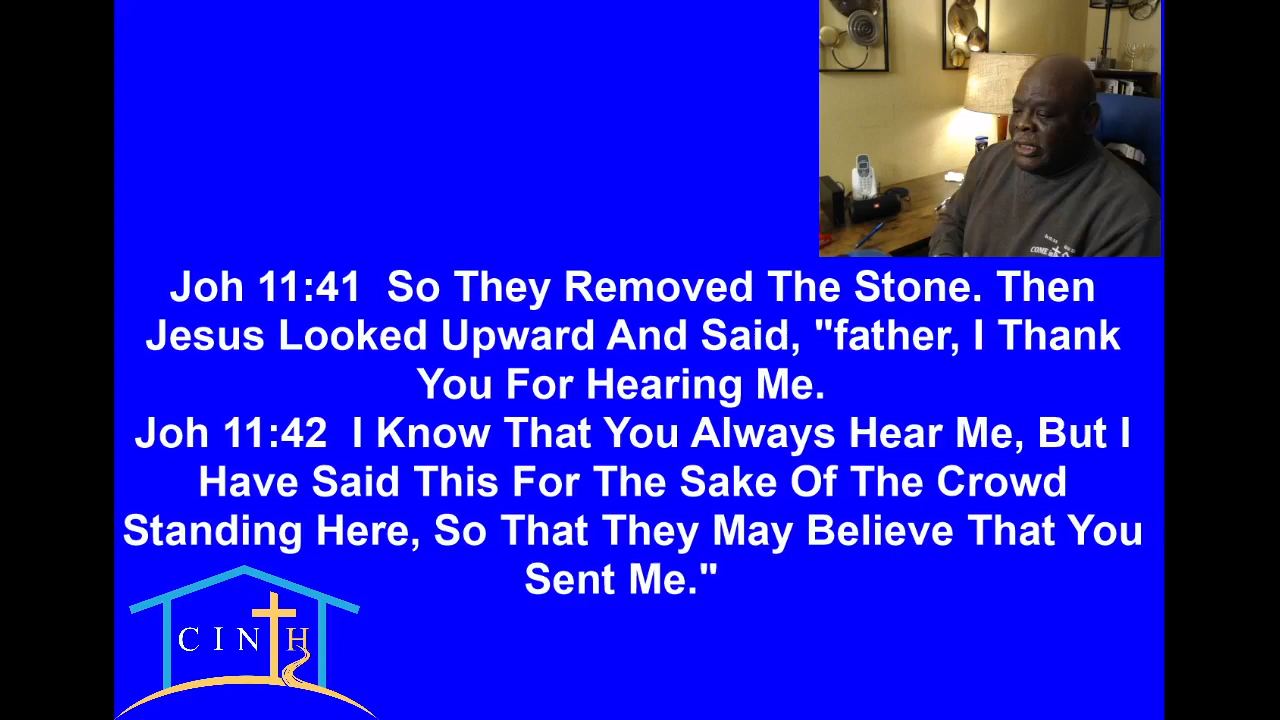 Joh 11:41  So They Removed The Stone. Then
Jesus Looked Upward And Said, "father, I Thank
You For Hearing Me.
Joh 11:42  I Know That You Always Hear Me, But I
Have Said This For The Sake Of The Crowd
Standing Here, So That They May Believe That You
Sent Me."
CINTH
COME